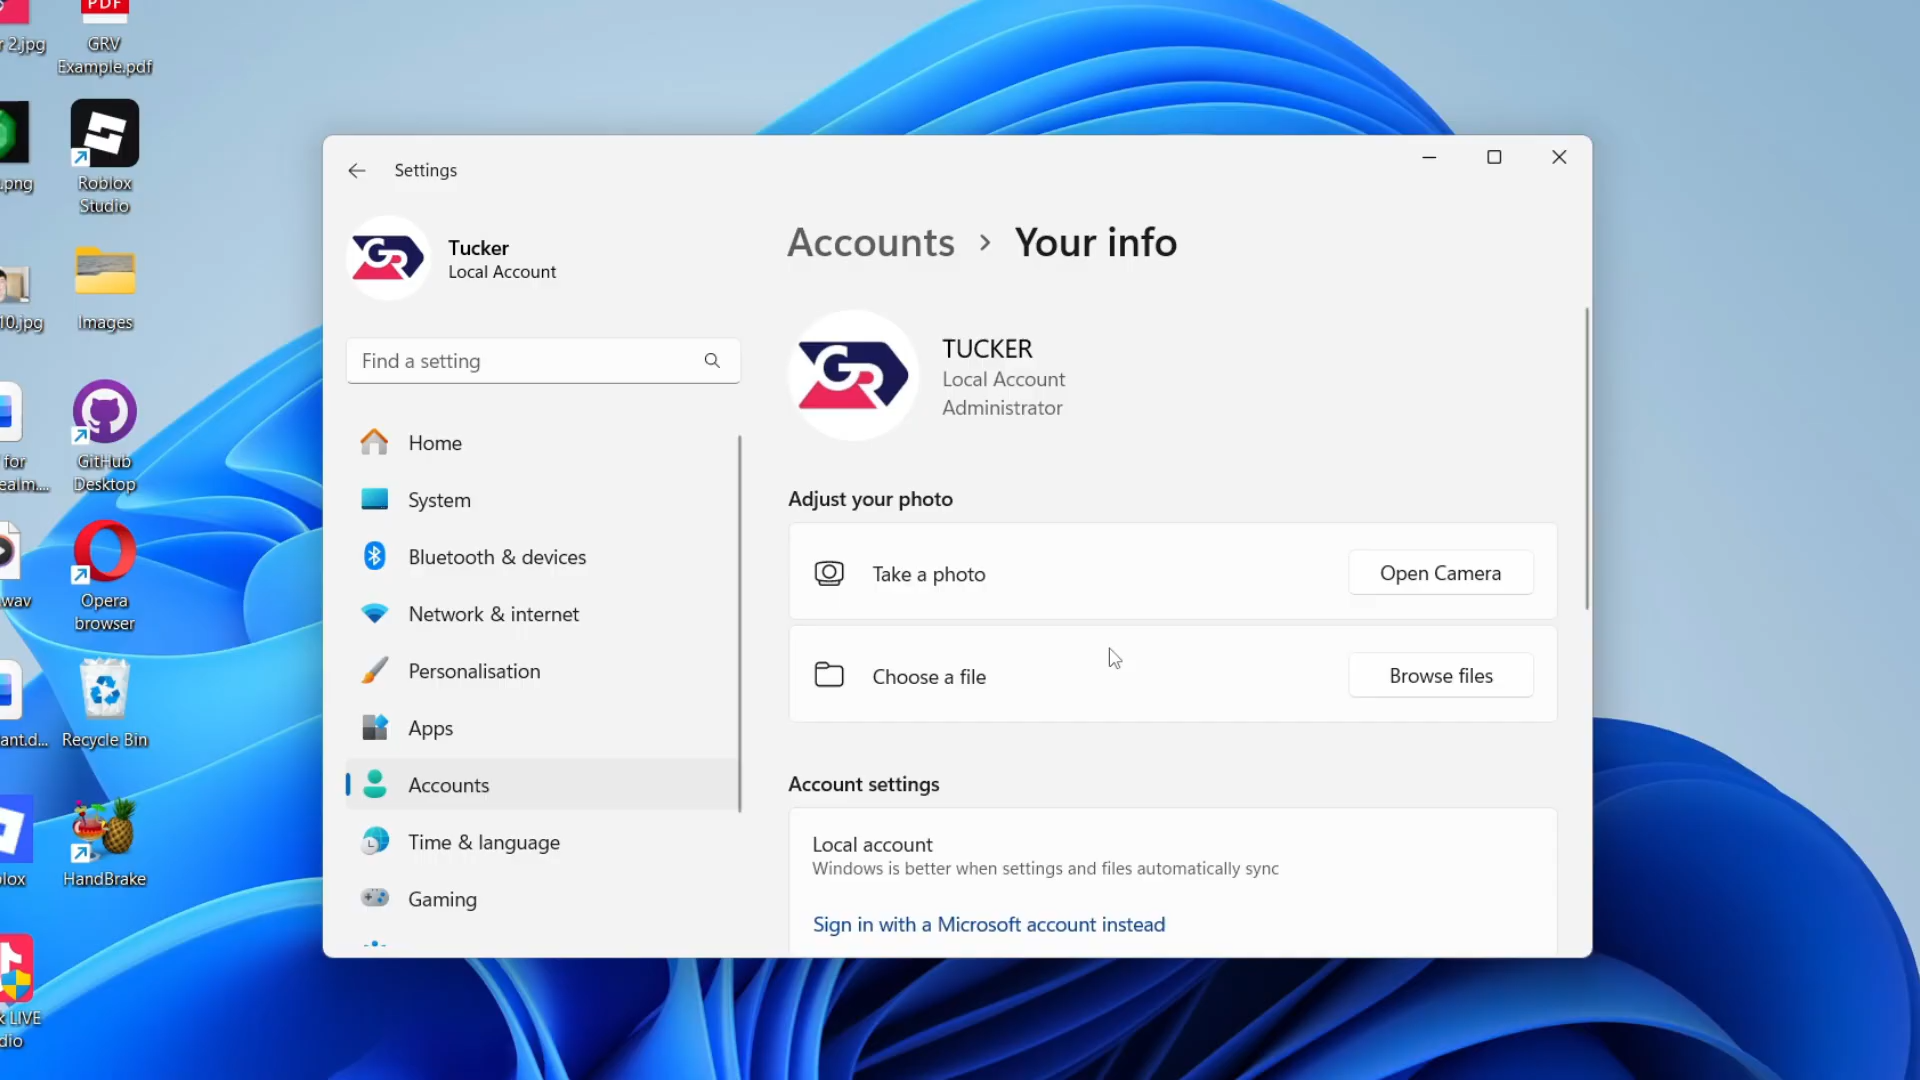 r 2.jpg
PDF
GRV
Example.pdf
.png
Roblox
Studio
10.jpg
Images
for
ealm....
GitHub
Desktop
wav
Opera
browser
ant.d...
Recycle Bin
lox
HandBrake
k LIVE
dio
Settings
GR
Tucker
Local Account
Find a setting
Home
System
Bluetooth & devices
Network & internet
Personalisation
Apps
Accounts
Time & language
Gaming
Accounts > Your info
GR
TUCKER
Local Account
Administrator
Adjust your photo
Take a photo
Open Camera
Choose a file
Browse files
Account settings
Local account
Windows is better when settings and files automatically sync
Sign in with a Microsoft account instead